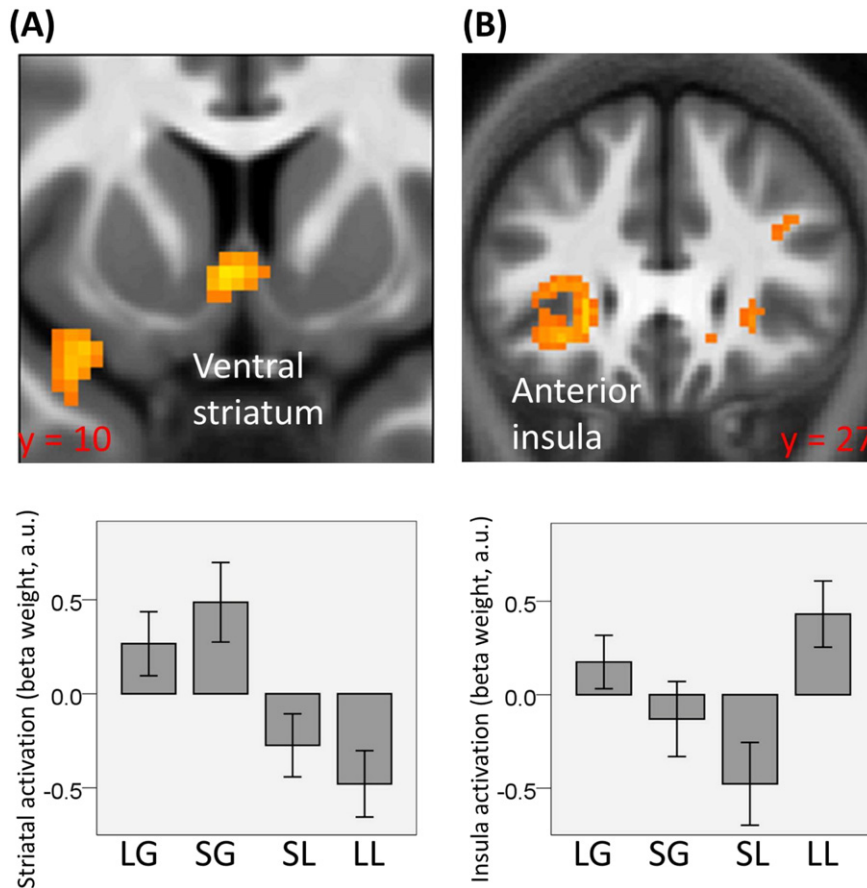 (A)
(B)
Ventral
striatum
y = 10
Anterior
insula
y = 27
Striatal activation (beta weight, a.u.)
0.5
0.0
-0.5
LG SG SL LL
Insula activation (beta weight, a.u.)
0.5
0.0
-0.5
LG SG SL LL